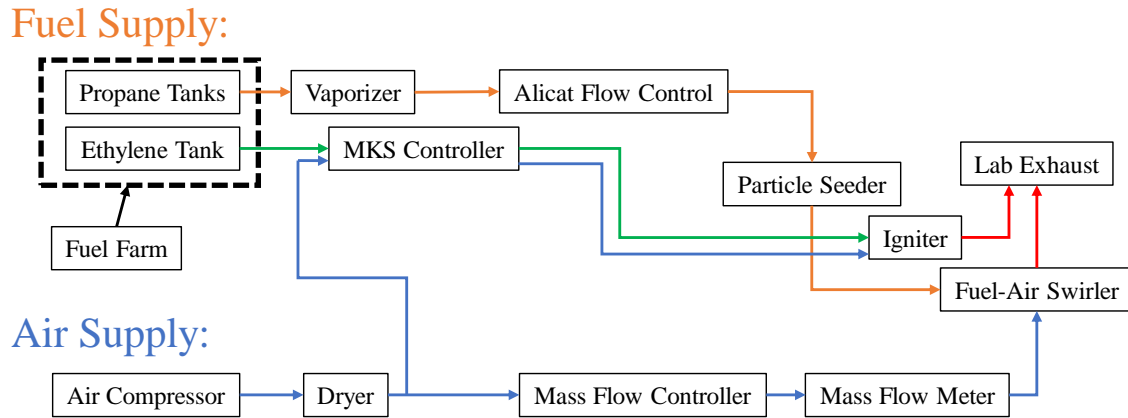 Fuel Supply:
Propane Tanks
Vaporizer
Alicat Flow Control
Ethylene Tank
MKS Controller
Particle Seeder
Lab Exhaust
Fuel Farm
Igniter
Fuel-Air Swirler
Air Supply:
Air Compressor
Dryer
Mass Flow Controller
Mass Flow Meter